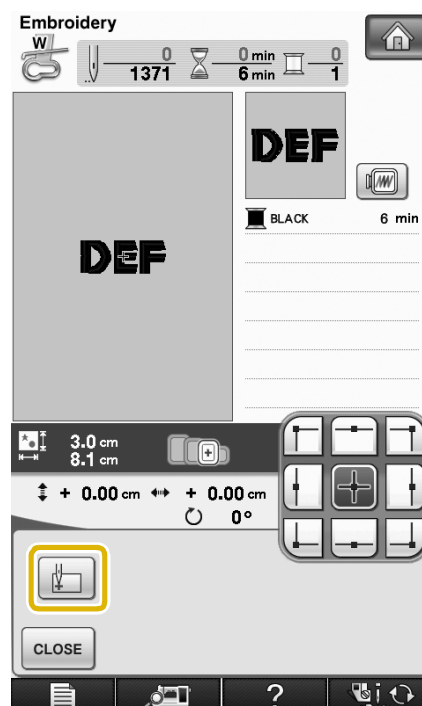 Embroidery
W
0 0 min 0
1371 6 min 1
DEF
DEF
BLACK 6 min
3.0 cm
8.1 cm
+ 0.00 cm + 0.00 cm
0°
CLOSE
?